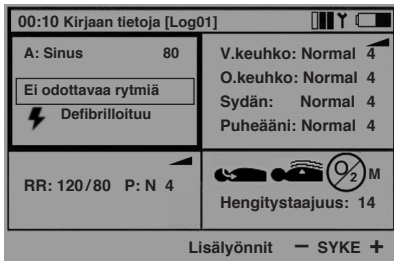 00:10 Kirjaan tietoja [Log01]
A: Sinus 80
Ei odottavaa rytmiä
Defibrilloituu
V.keuhko: Normal 4
O.keuhko: Normal 4
Sydän: Normal 4
Puheääni: Normal 4
RR: 120/80 P: N 4
O2 M
Hengitystaajuus: 14
Lisälyönnit − SYKE +